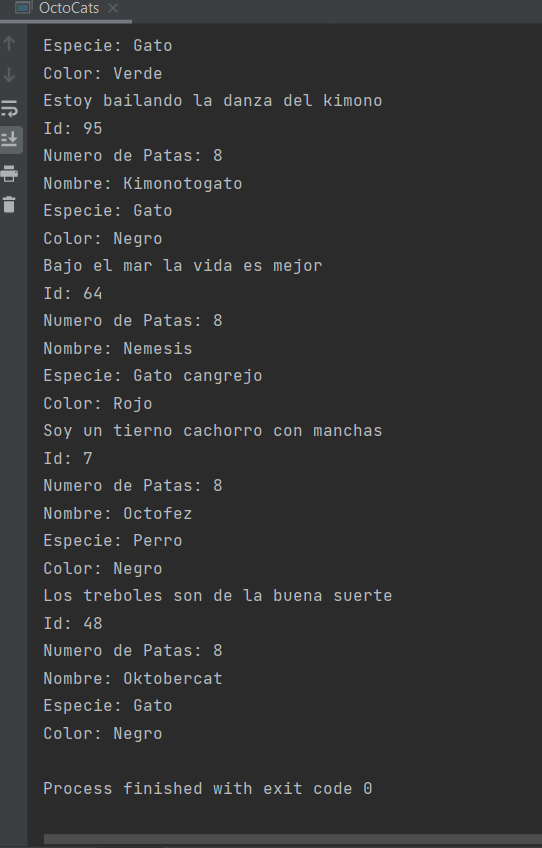 OctoCats
Especie: Gato
Color: Verde
Estoy bailando la danza del kimono
Id: 95
Numero de Patas: 8
Nombre: Kimonotogato
Especie: Gato
Color: Negro
Bajo el mar la vida es mejor
Id: 64
Numero de Patas: 8
Nombre: Nemesis
Especie: Gato cangrejo
Color: Rojo
Soy un tierno cachorro con manchas
Id: 7
Numero de Patas: 8
Nombre: Octofez
Especie: Perro
Color: Negro
Los treboles son de la buena suerte
Id: 48
Numero de Patas: 8
Nombre: Oktobercat
Especie: Gato
Color: Negro
Process finished with exit code 0